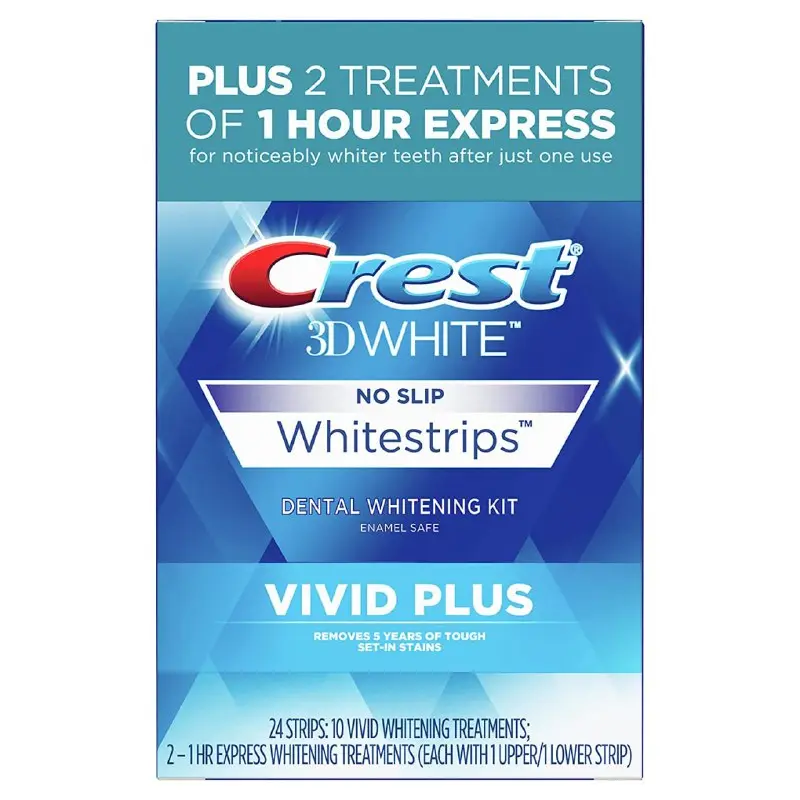 PLUS 2 TREATMENTS
OF 1 HOUR EXPRESS
for noticeably whiter teeth after just one use
Crest®
3D WHITE™
NO SLIP
Whitestrips™
DENTAL WHITENING KIT
ENAMEL SAFE
VIVID PLUS
REMOVES 5 YEARS OF TOUGH
SET-IN STAINS
24 STRIPS: 10 VIVID WHITENING TREATMENTS;
2 – 1 HR EXPRESS WHITENING TREATMENTS (EACH WITH 1 UPPER/1 LOWER STRIP)